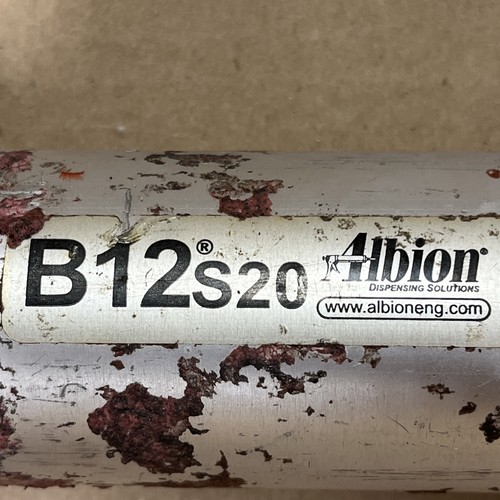 B12®S20
Albion®
DISPENSING SOLUTIONS
www.albioneng.com